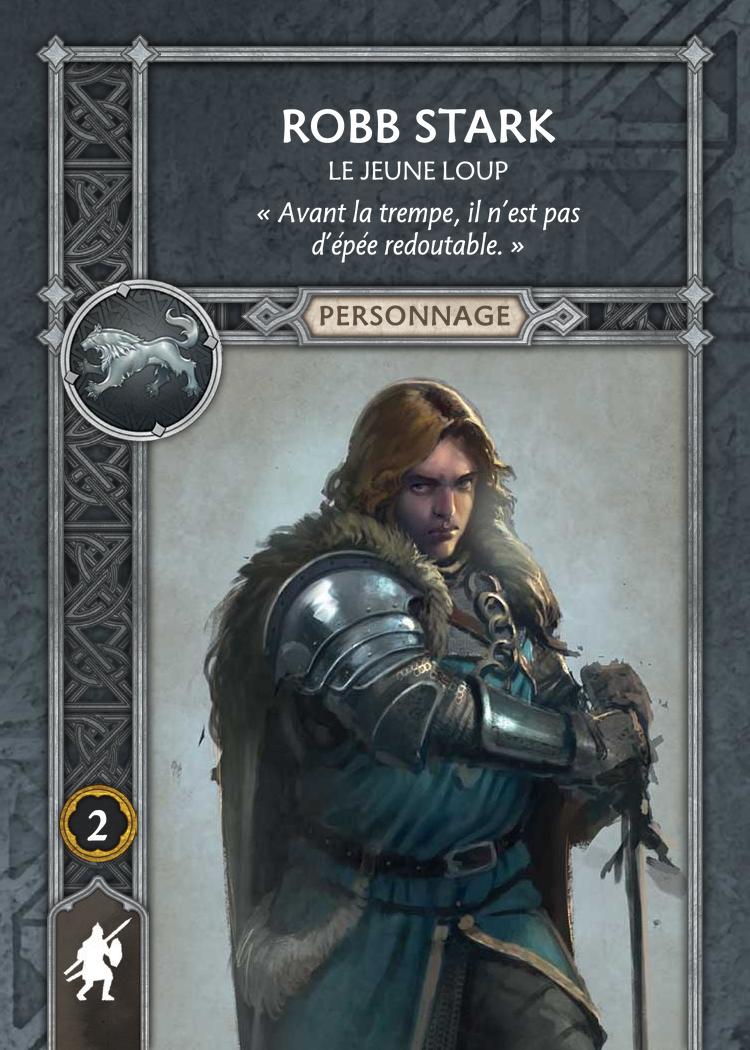 ROBB STARK
LE JEUNE LOUP
« Avant la trempe, il n’est pas
d’épée redoutable. »
PERSONNAGE
2